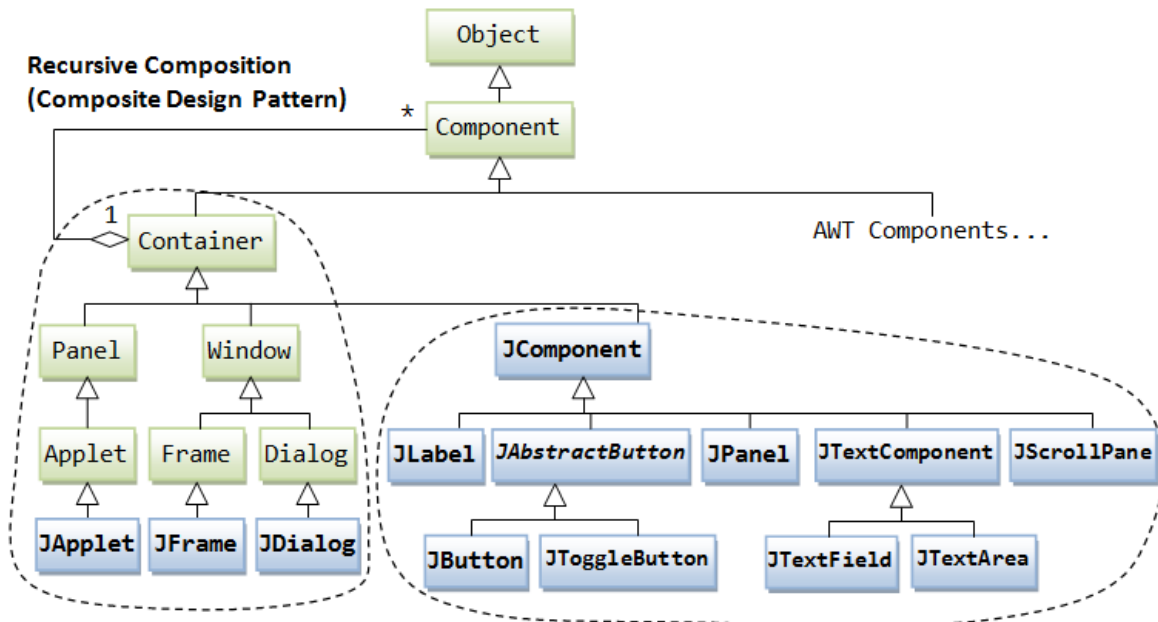 Object
Recursive Composition
(Composite Design Pattern)
*
Component
1
Container
AWT Components...
Panel
Window
JComponent
Applet
Frame
Dialog
JLabel
JAbstractButton
JPanel
JTextComponent
JScrollPane
JApplet
JFrame
JDialog
JButton
JToggleButton
JTextField
JTextArea